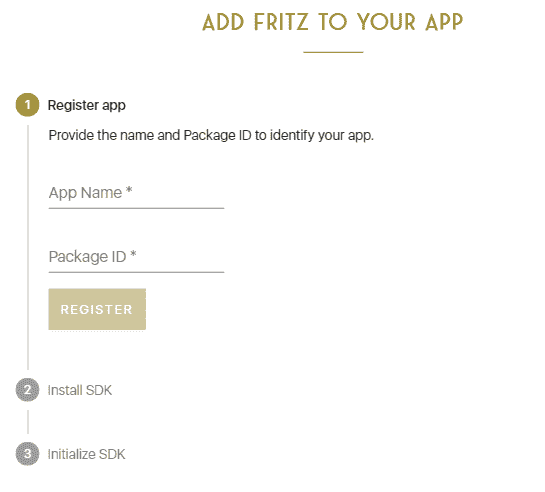 ADD FRITZ TO YOUR APP
1 Register app
Provide the name and Package ID to identify your app.
App Name *
Package ID *
REGISTER
2 Install SDK
3 Initialize SDK